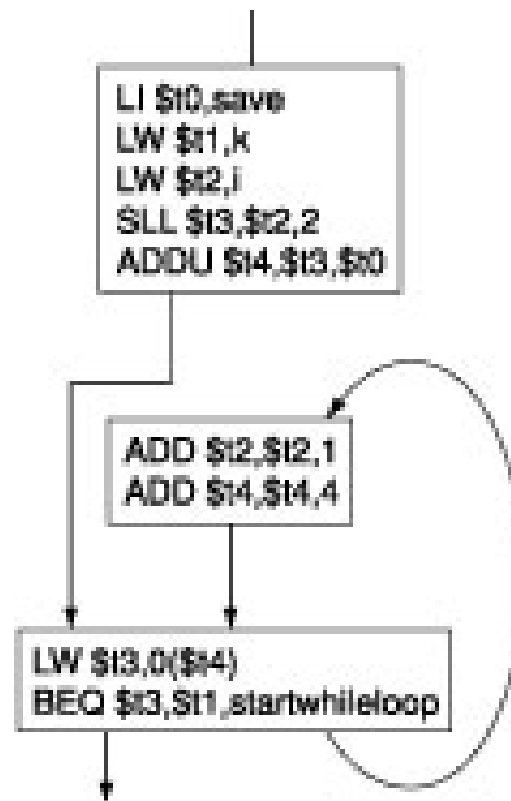 LI $t0,save
LW $t1,k
LW $t2,i
SLL $t3,$t2,2
ADDU $t4,$t3,$t0
ADD $t2,$t2,1
ADD $t4,$t4,4
LW $t3,0($t4)
BEQ $t3,$t1,startwhileloop